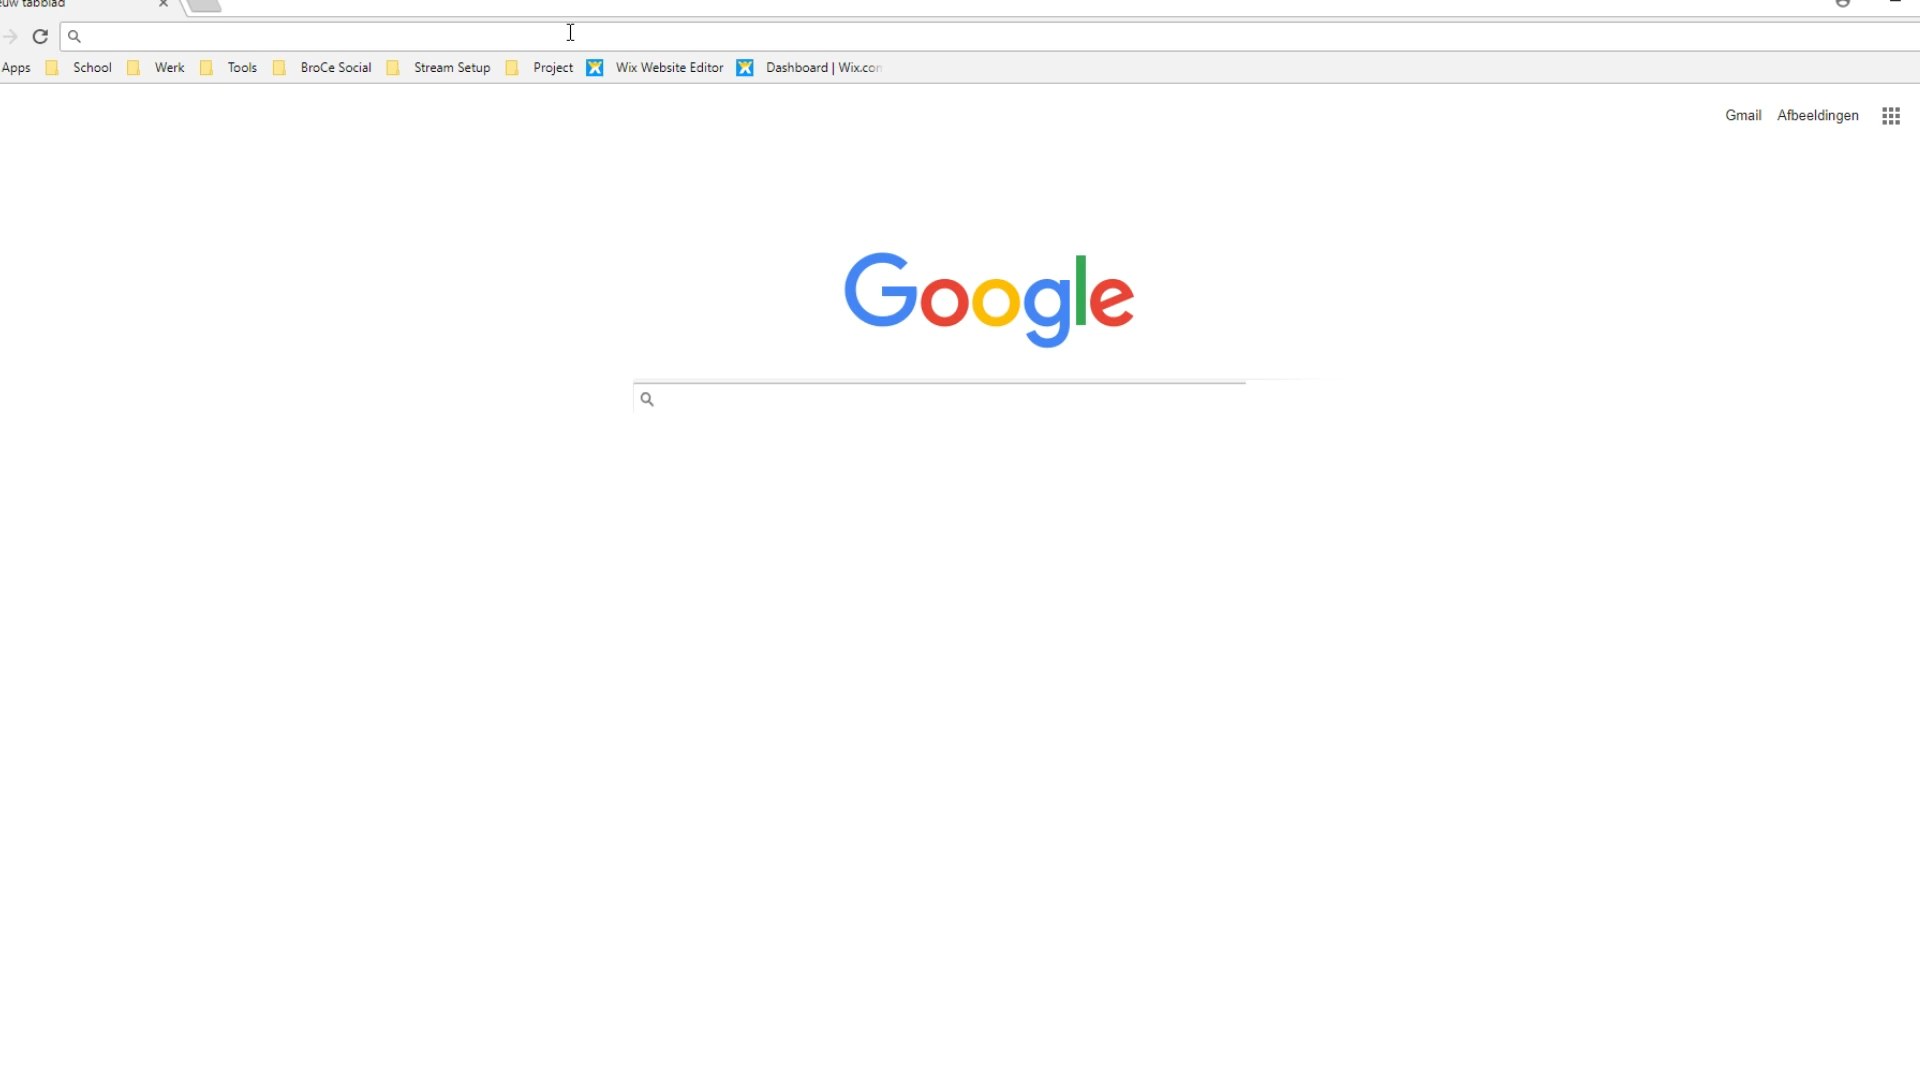 tabblad
Apps School Werk Tools BroCe Social Stream Setup Project Wix Website Editor Dashboard | Wix.com
Gmail Afbeeldingen
Google